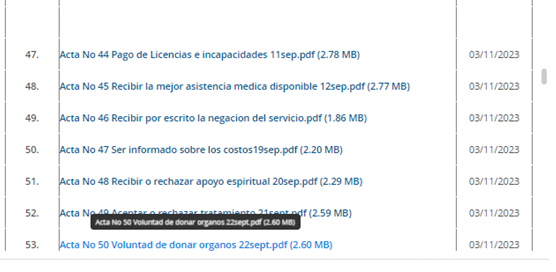 47. Acta No 44 Pago de Licencias e incapacidades 11sep.pdf (2.78 MB) 03/11/2023
48. Acta No 45 Recibir la mejor asistencia medica disponible 12sep.pdf (2.77 MB) 03/11/2023
49. Acta No 46 Recibir por escrito la negacion del servicio.pdf (1.86 MB) 03/11/2023
50. Acta No 47 Ser informado sobre los costos19sep.pdf (2.20 MB) 03/11/2023
51. Acta No 48 Recibir o rechazar apoyo espiritual 20sep.pdf (2.29 MB) 03/11/2023
52. Acta No 49 Aceptar o rechazar tratamiento 21sept.pdf (2.59 MB) 03/11/2023
Acta No 50 Voluntad de donar organos 22sept.pdf (2.60 MB)
53. Acta No 50 Voluntad de donar organos 22sept.pdf (2.60 MB) 03/11/2023